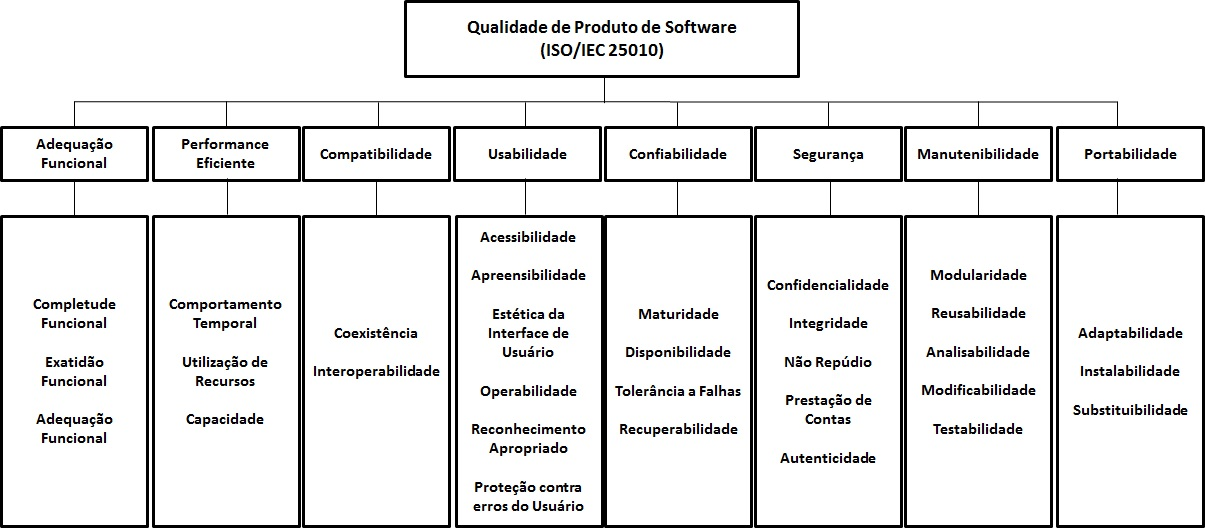 Qualidade de Produto de Software
(ISO/IEC 25010)
Adequação
Funcional
Performance
Eficiente
Compatibilidade
Usabilidade
Confiabilidade
Segurança
Manutenibilidade
Portabilidade
Completude
Funcional
Exatidão
Funcional
Adequação
Funcional
Comportamento
Temporal
Utilização de
Recursos
Capacidade
Coexistência
Interoperabilidade
Acessibilidade
Apreensibilidade
Estética da
Interface de
Usuário
Operabilidade
Reconhecimento
Apropriado
Proteção contra
erros do Usuário
Maturidade
Disponibilidade
Tolerância a Falhas
Recuperabilidade
Confidencialidade
Integridade
Não Repúdio
Prestação de
Contas
Autenticidade
Modularidade
Reusabilidade
Analisabilidade
Modificabilidade
Testabilidade
Adaptabilidade
Instalabilidade
Substituibilidade